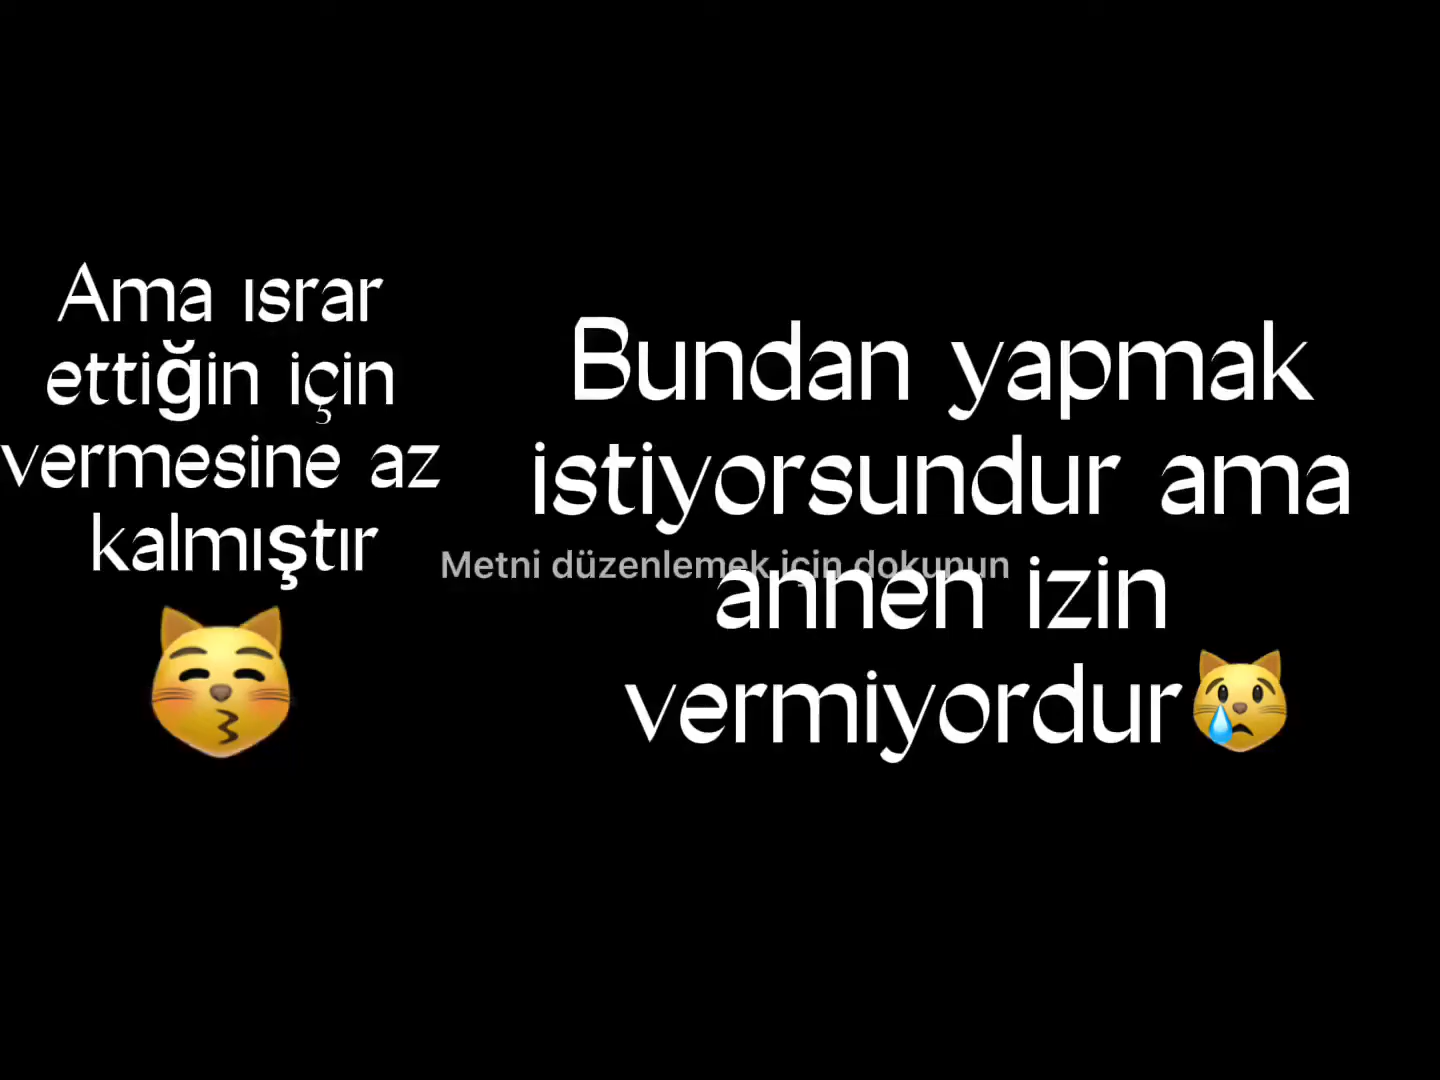 Ama ısrar
ettiğin için
vermesine az
kalmıştır
😽
Bundan yapmak
istiyorsundur ama
annen izin
vermiyordur😿
Metni düzenlemek için dokunun